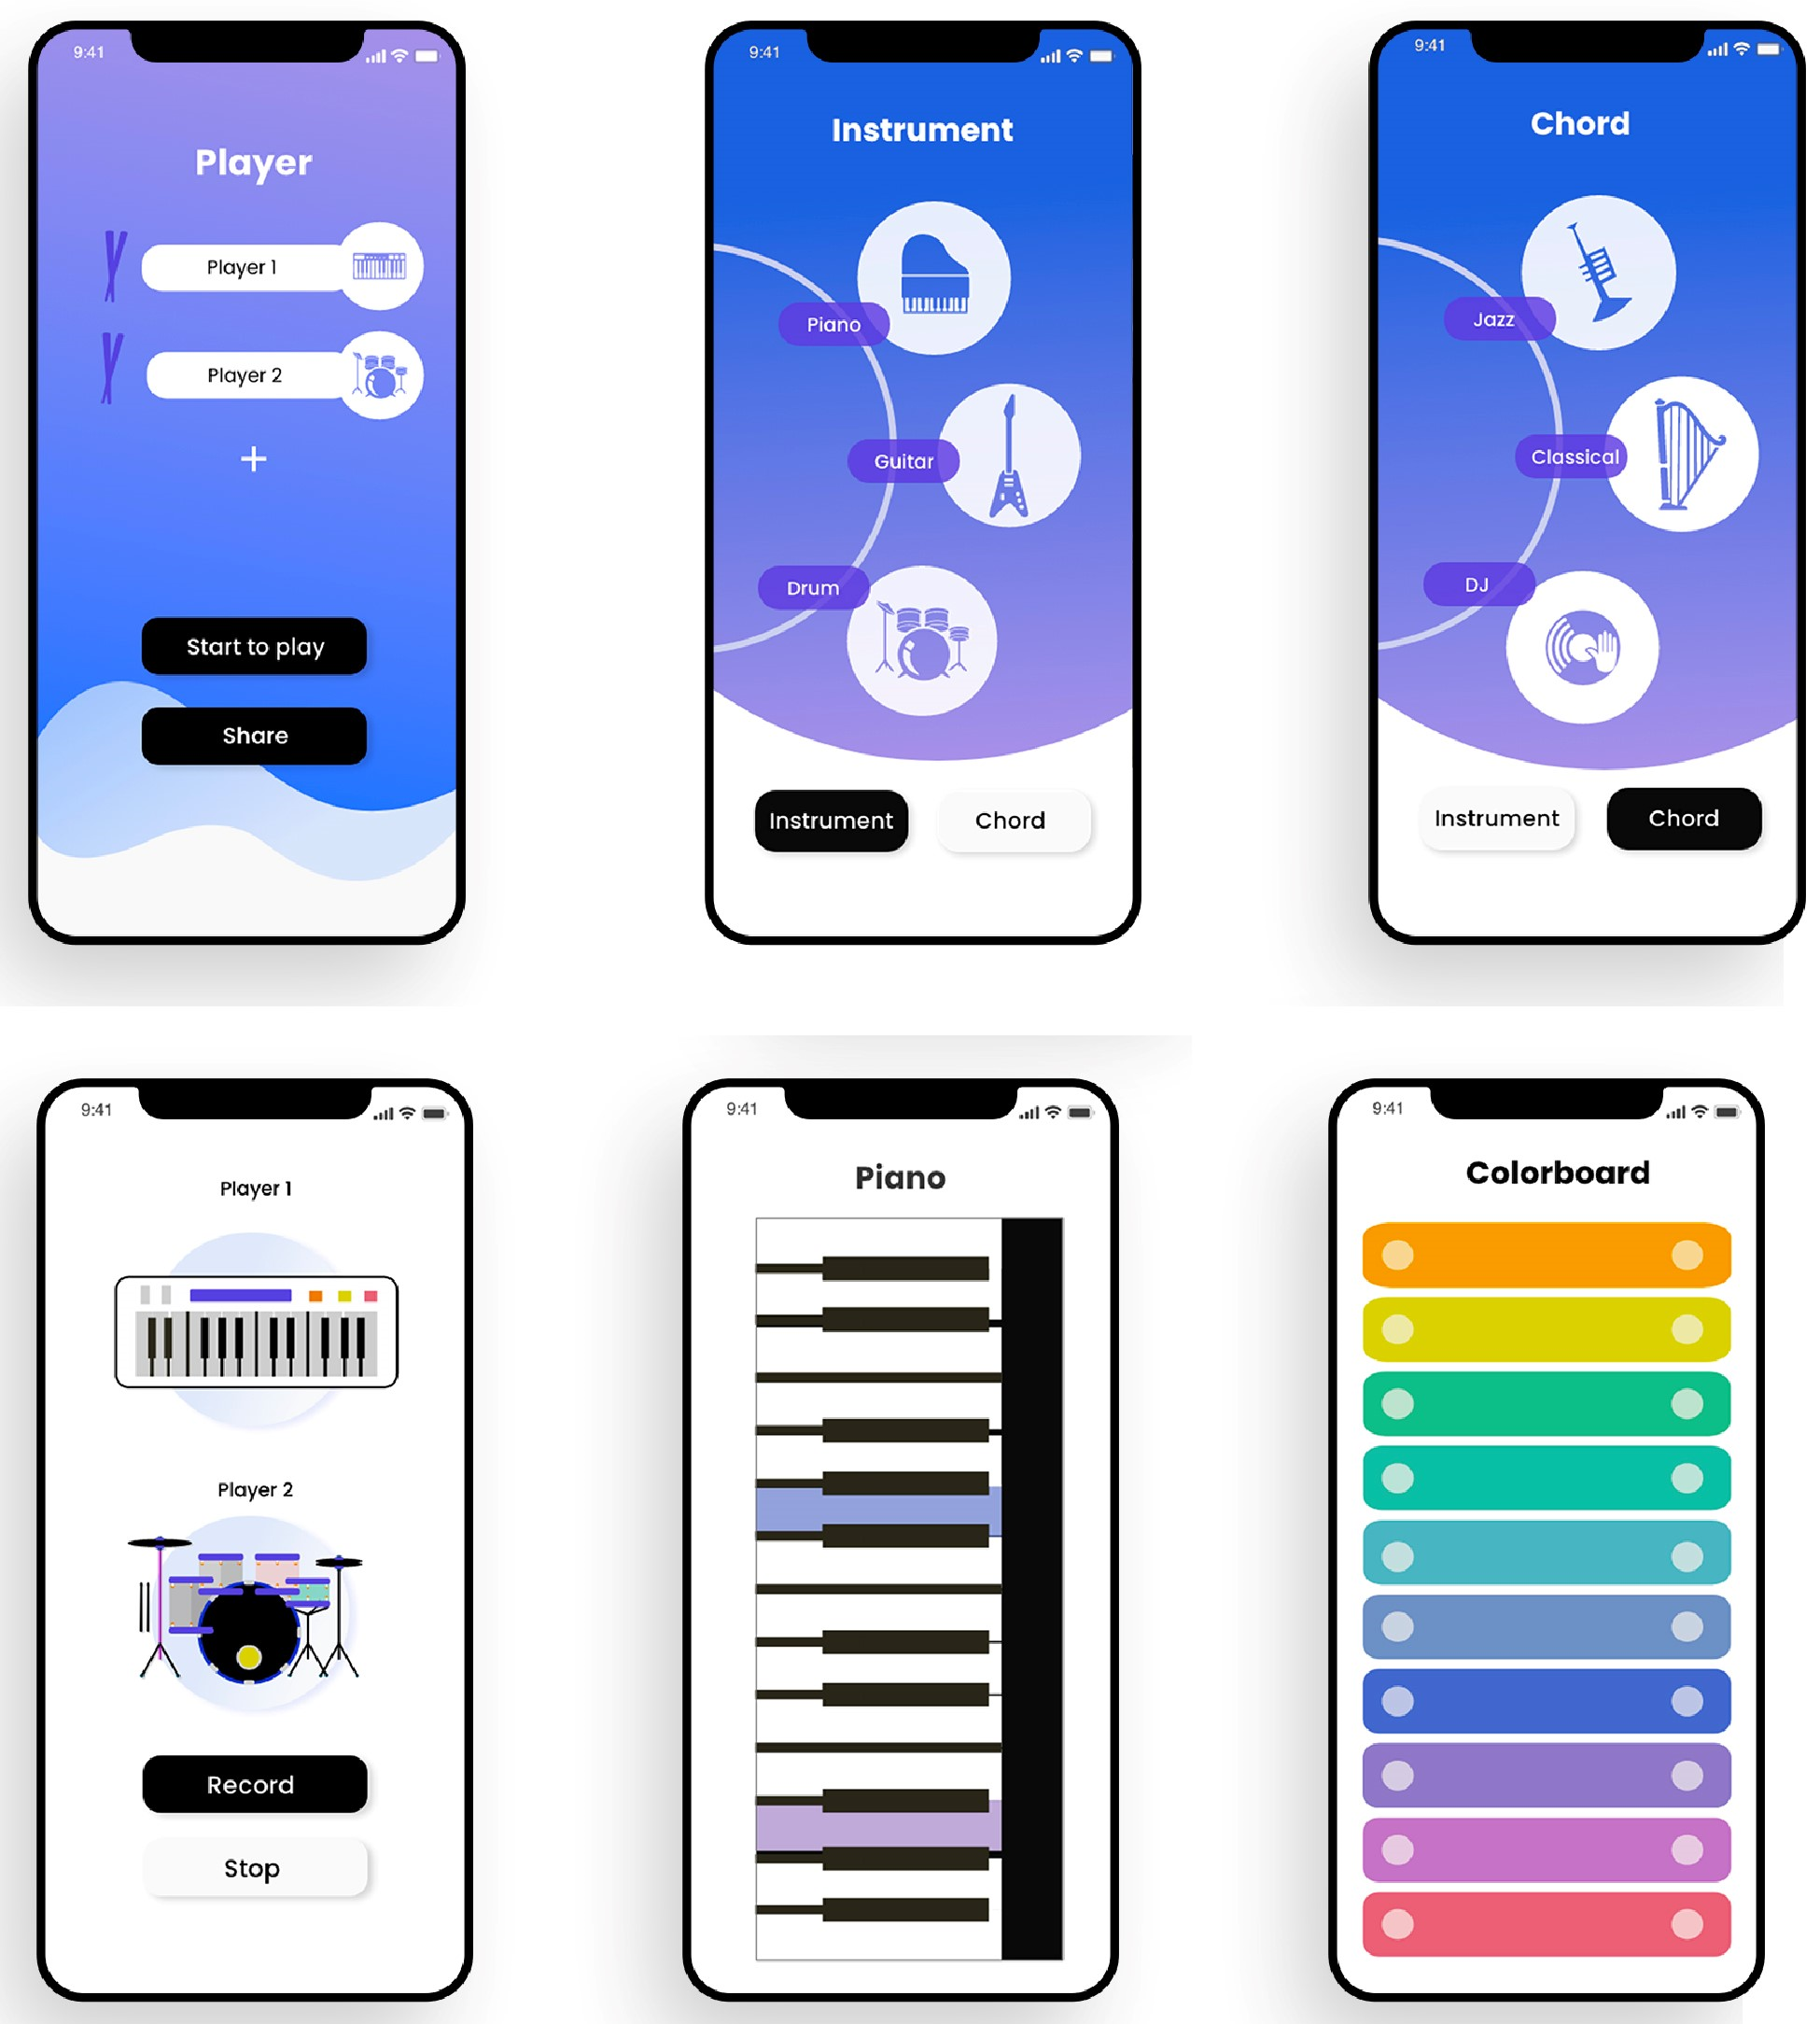 9:41
Player
Player 1
Player 2
+
Start to play
Share
9:41
Instrument
Piano
Guitar
Drum
Instrument
Chord
9:41
Chord
Jazz
Classical
DJ
Instrument
Chord
9:41
Player 1
Player 2
Record
Stop
9:41
Piano
9:41
Colorboard